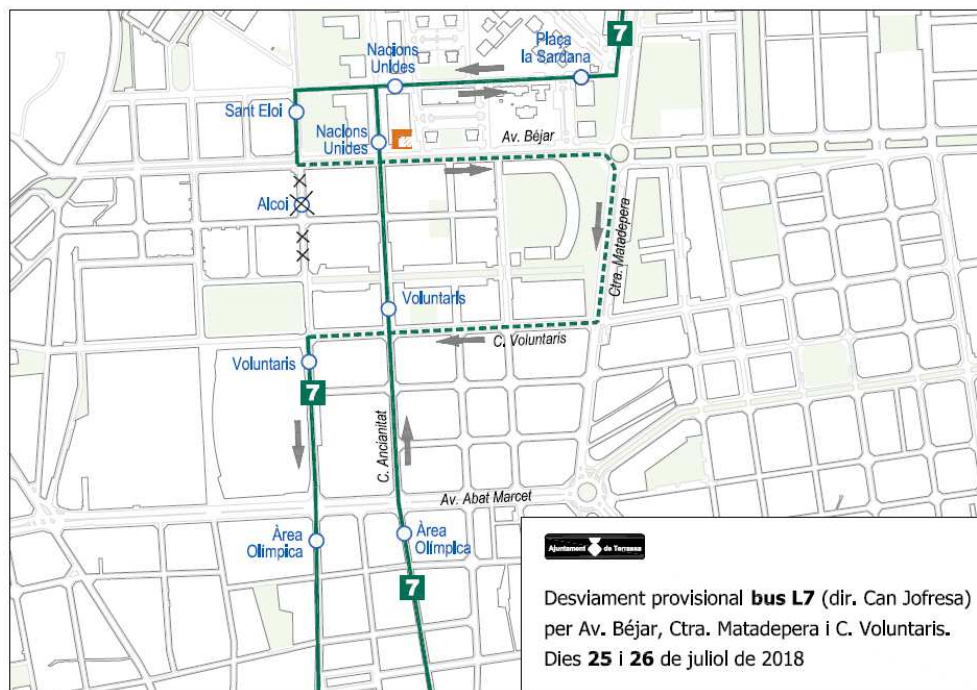 7
Nacions
Unides
Plaça
la Sardana
Sant Eloi
Nacions
Unides
Av. Béjar
Alcoi
Ctra. Matadepera
Voluntaris
C. Voluntaris
Voluntaris
7
C. Ancianitat
Av. Abat Marcet
Àrea
Olímpica
Àrea
Olímpica
7
Ajuntament de Terrassa
Desviament provisional bus L7 (dir. Can Jofresa)
per Av. Béjar, Ctra. Matadepera i C. Voluntaris.
Dies 25 i 26 de juliol de 2018